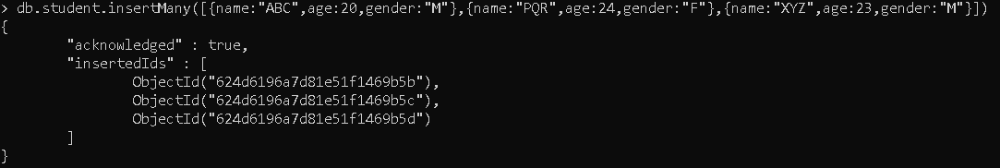 > db.student.insertMany([{name:"ABC",age:20,gender:"M"},{name:"PQR",age:24,gender:"F"},{name:"XYZ",age:23,gender:"M"}])
{
        "acknowledged" : true,
        "insertedIds" : [
                ObjectId("624d6196a7d81e51f1469b5b"),
                ObjectId("624d6196a7d81e51f1469b5c"),
                ObjectId("624d6196a7d81e51f1469b5d")
        ]
}